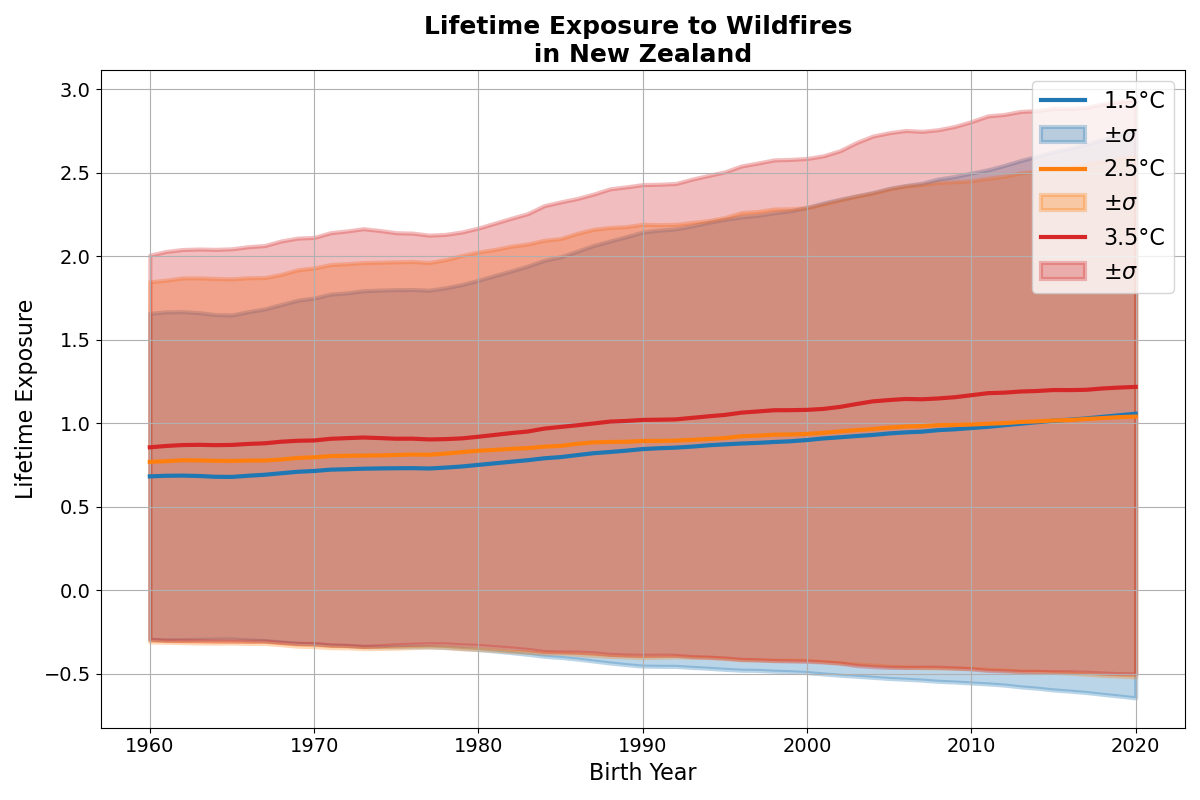 Lifetime Exposure to Wildfires
in New Zealand
3.0
2.5
2.0
1.5
1.0
0.5
0.0
−0.5
Lifetime Exposure
1.5°C
±σ
2.5°C
±σ
3.5°C
±σ
1960 1970 1980 1990 2000 2010 2020
Birth Year